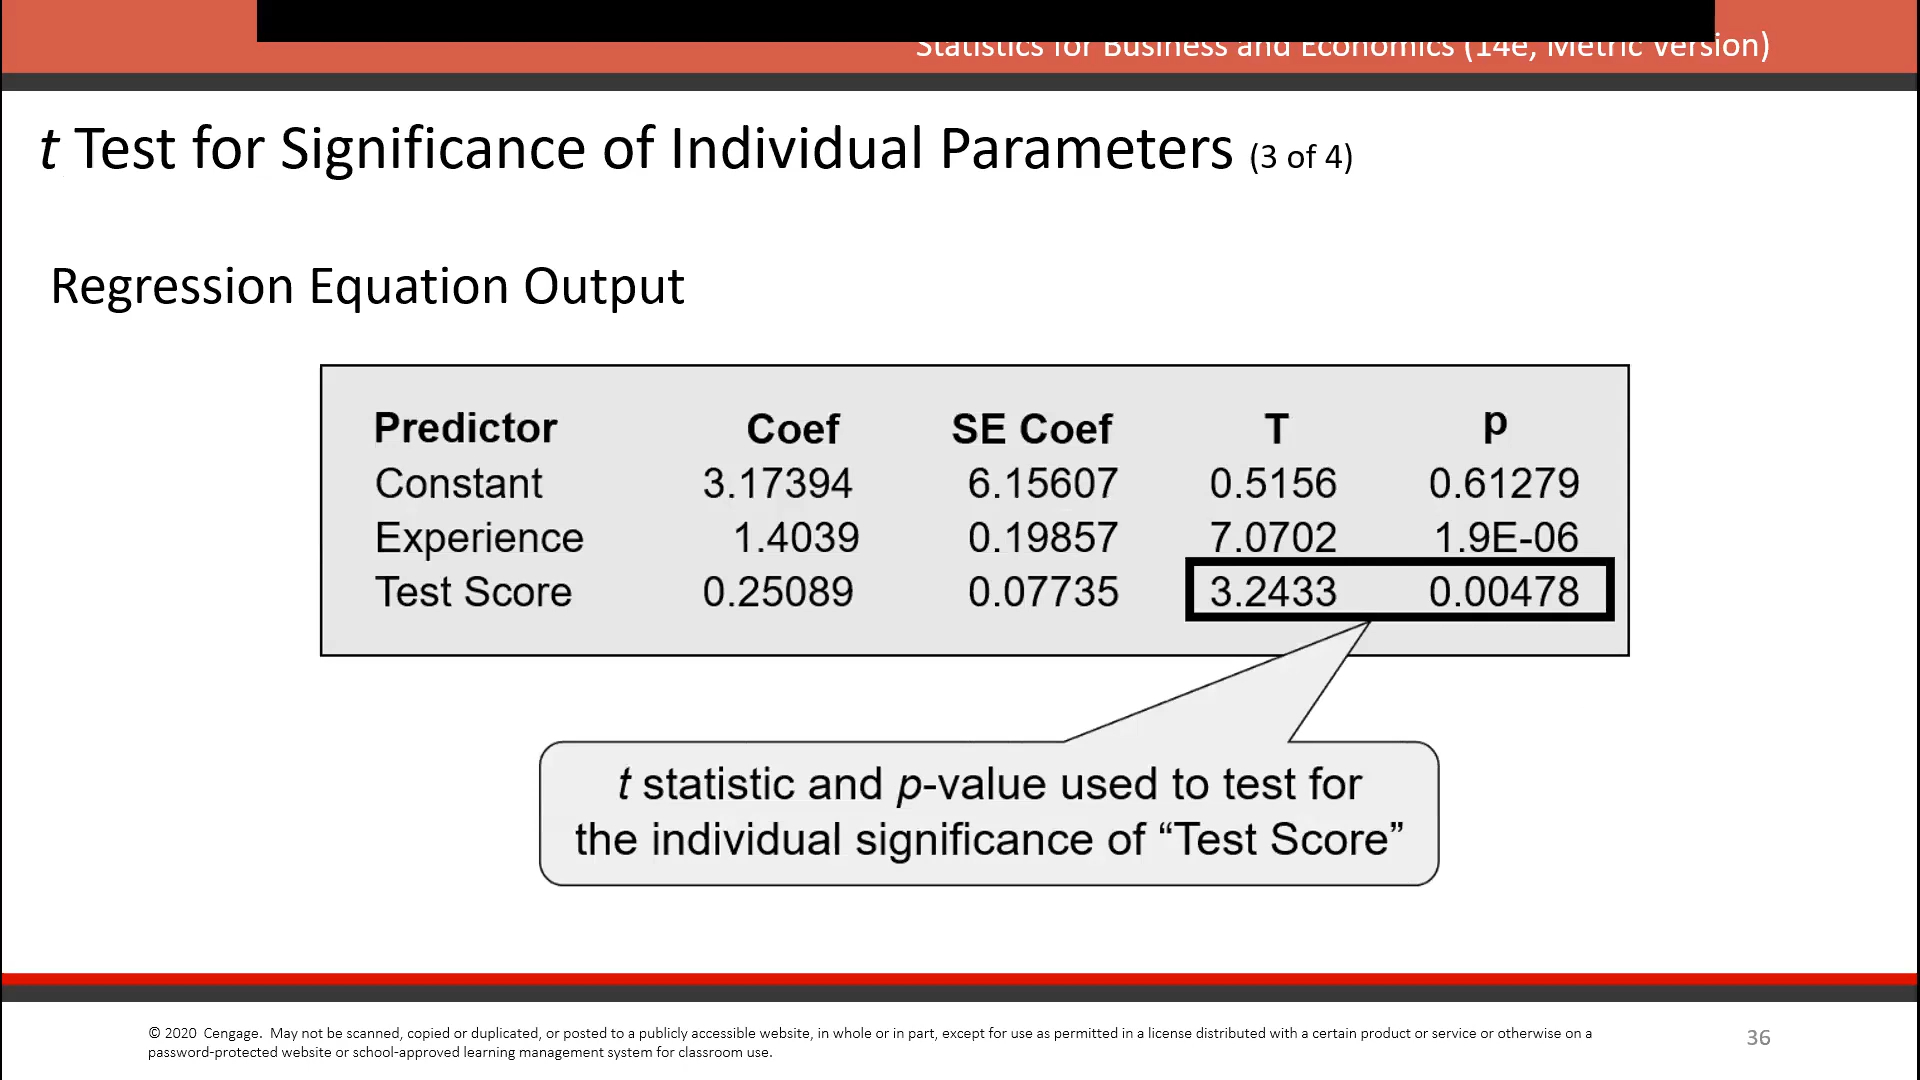 Statistics for Business and Economics (14e, Metric Version)
t Test for Significance of Individual Parameters (3 of 4)
Regression Equation Output
Predictor Coef SE Coef T p
Constant 3.17394 6.15607 0.5156 0.61279
Experience 1.4039 0.19857 7.0702 1.9E-06
Test Score 0.25089 0.07735 3.2433 0.00478
t statistic and p-value used to test for
the individual significance of “Test Score”
© 2020 Cengage. May not be scanned, copied or duplicated, or posted to a publicly accessible website, in whole or in part, except for use as permitted in a license distributed with a certain product or service or otherwise on a
password-protected website or school-approved learning management system for classroom use.
36